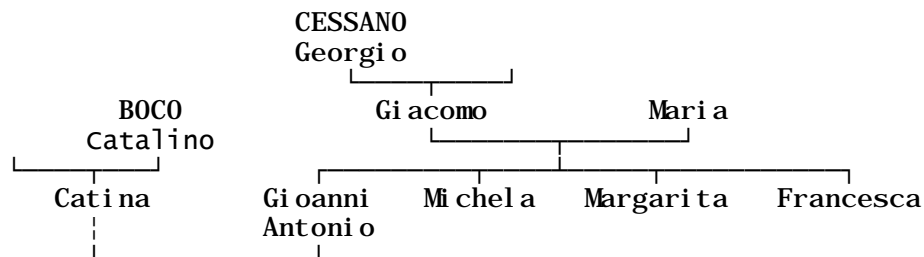 CESSANO
Georgio
Giacomo Maria
BOCO
Catalino
Catina Gioanni Michela Margarita Francesca
Antonio